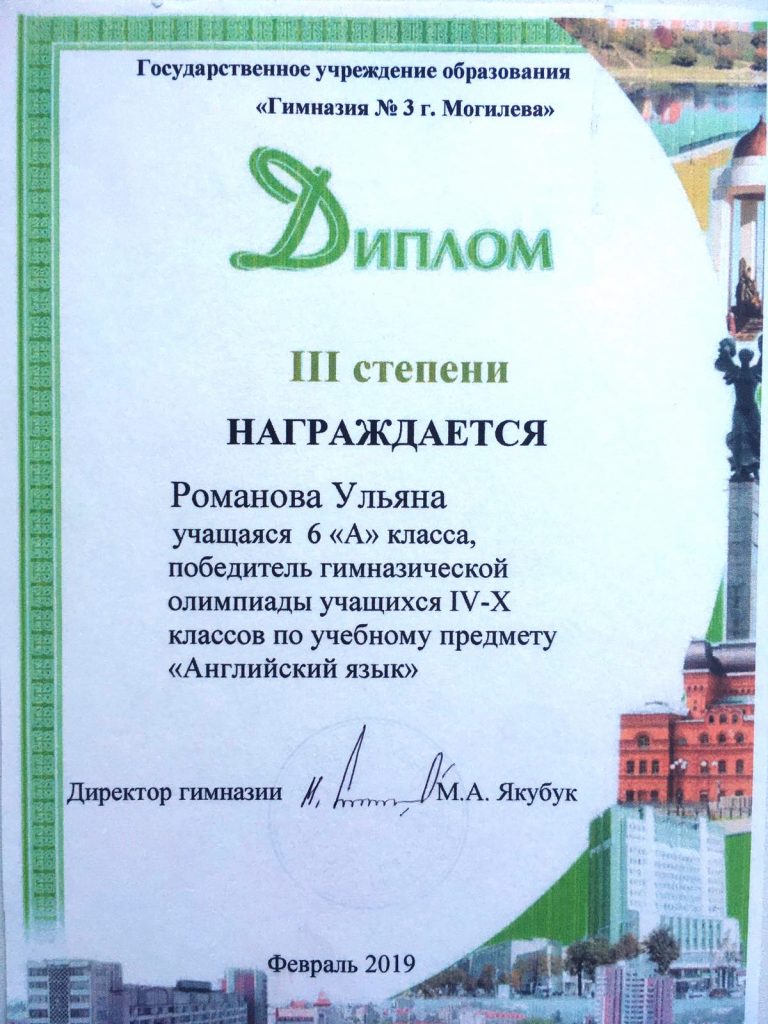 Государственное учреждение образования
«Гимназия № 3 г. Могилева»
Диплом
III степени
НАГРАЖДАЕТСЯ
Романова Ульяна
учащаяся 6 «А» класса,
победитель гимназической
олимпиады учащихся IV-X
классов по учебному предмету
«Английский язык»
Директор гимназии М.А. Якубук
Февраль 2019